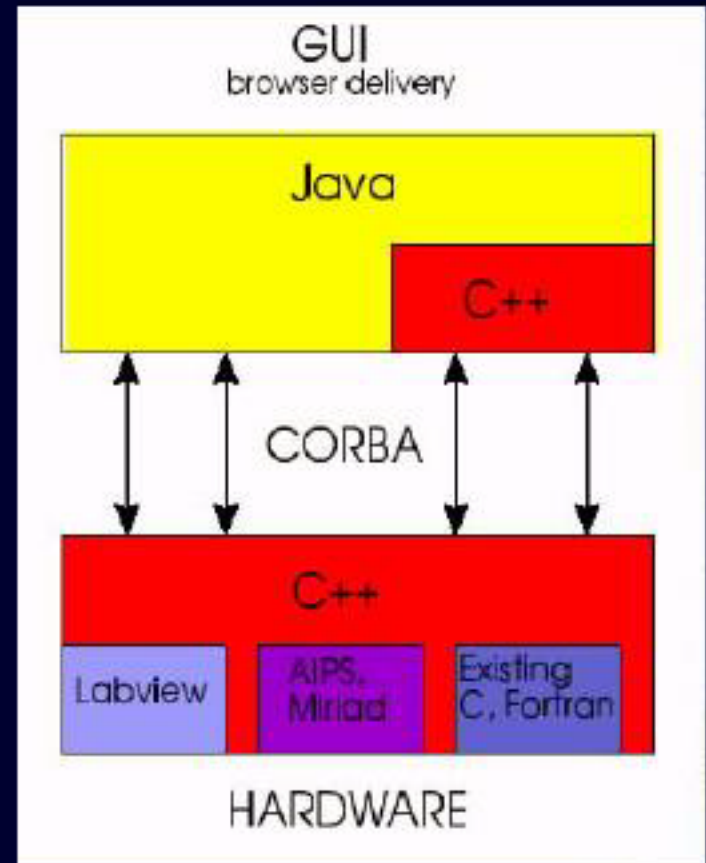 GUI
browser delivery
Java
C++
CORBA
C++
Labview
AIPS,
Miriad
Existing
C, Fortran
HARDWARE